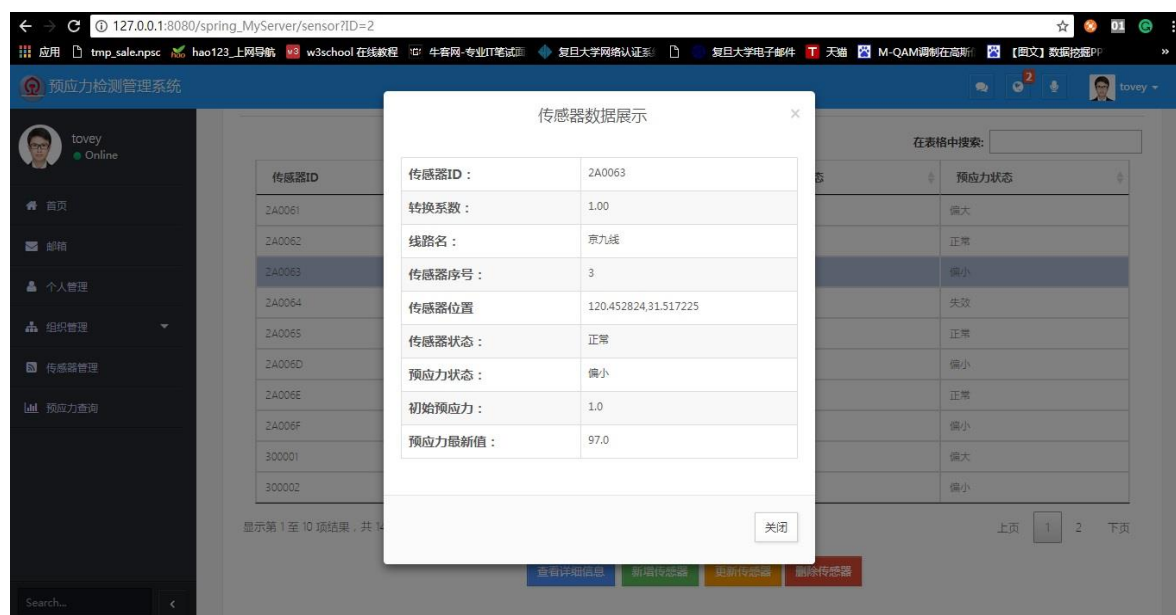 127.0.0.1:8080/spring_MyServer/sensor?ID=2
应用 tmp_sale.npsc hao123_上网导航 w3school 在线教程 牛客网-专业IT笔试面 复旦大学网络认证系 复旦大学电子邮件 天猫 M-QAM调制在高斯 【图文】数据挖掘PP »
预应力检测管理系统 2 tovey
tovey
Online
首页
邮箱
个人管理
组织管理
传感器管理
预应力查询
Search...
在表格中搜索:
传感器ID 态 预应力状态
2A0061 偏大
2A0062 正常
2A0063 偏小
2A0064 失效
2A0065 正常
2A006D 偏小
2A006E 正常
2A006F 偏小
300001 偏大
300002 偏小
显示第 1 至 10 项结果，共 14
上页 1 2 下页
查看详细信息 新增传感器 更新传感器 删除传感器
传感器数据展示 ×
传感器ID： 2A0063
转换系数： 1.00
线路名： 京九线
传感器序号： 3
传感器位置 120.452824,31.517225
传感器状态： 正常
预应力状态： 偏小
初始预应力： 1.0
预应力最新值： 97.0
关闭